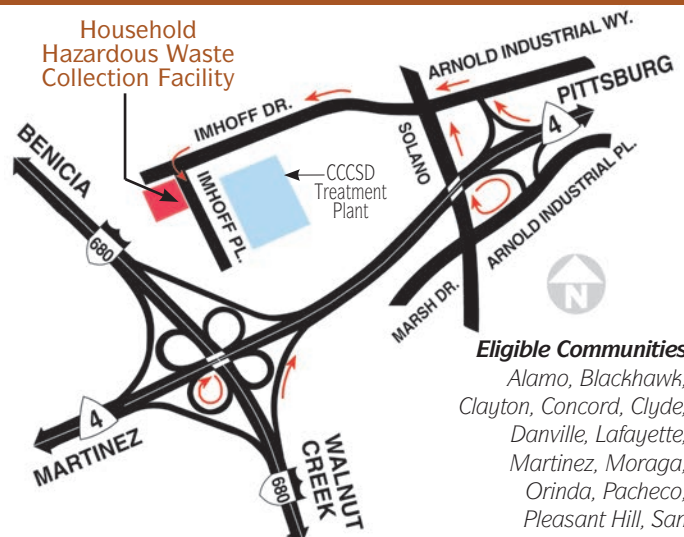 Household
Hazardous Waste
Collection Facility
ARNOLD INDUSTRIAL WY.
PITTSBURG
4
IMHOFF DR.
SOLANO
BENICIA
CCCSD
Treatment
Plant
IMHOFF PL.
ARNOLD INDUSTRIAL PL.
680
MARSH DR.
N
Eligible Communities
Alamo, Blackhawk,
Clayton, Concord, Clyde,
Danville, Lafayette,
Martinez, Moraga,
Orinda, Pacheco,
Pleasant Hill, San
4
MARTINEZ
WALNUT
CREEK
680